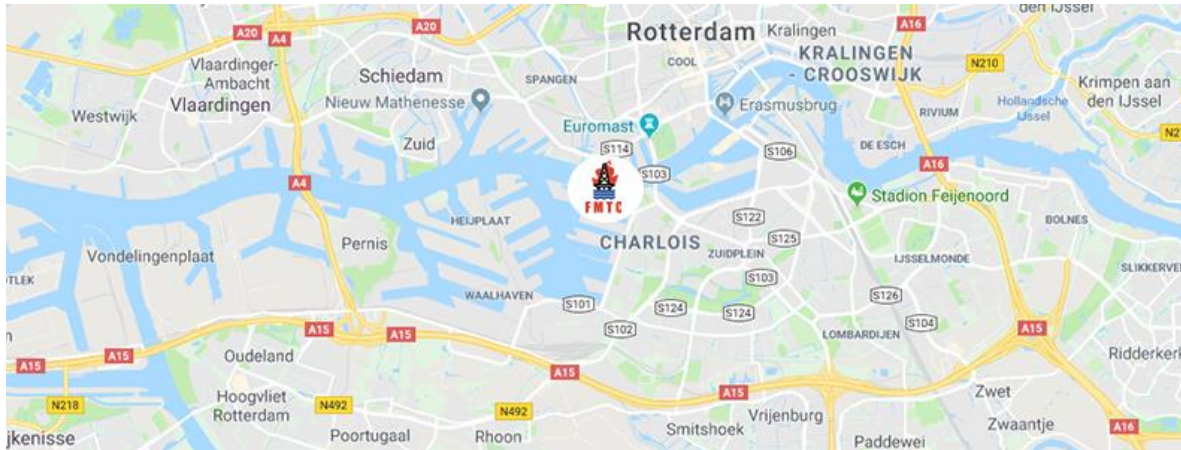 den IJssel
A20
A4
A20
Rotterdam
Kralingen
A16
Vlaardinger-
Ambacht
Vlaardingen
Schiedam
SPANGEN
COOL
KRALINGEN
- CROOSWIJK
N210
Krimpen aan
den IJssel
Westwijk
Nieuw Mathenesse
Erasmusbrug
RIVIUM
Hollandsche
IJssel
Zuid
Euromast
S114
S106
DE ESCH
A16
A4
FMTC
S103
Stadion Feijenoord
HEIJPLAAT
S122
BOLNES
Pernis
CHARLOIS
S125
Vondelingenplaat
ZUIDPLEIN
IJSSELMONDE
SLIKKERVE
S103
WAALHAVEN
S101
S124
S124
S126
S104
A15
A15
S102
LOMBARDIJEN
A15
A15
Oudeland
Ridderkerk
A15
A15
Zwet
Hoogvliet
Rotterdam
N218
N492
N492
Vrijenburg
Zwaantje
jkenisse
Poortugaal
Rhoon
Smitshoek
Paddewei
A16